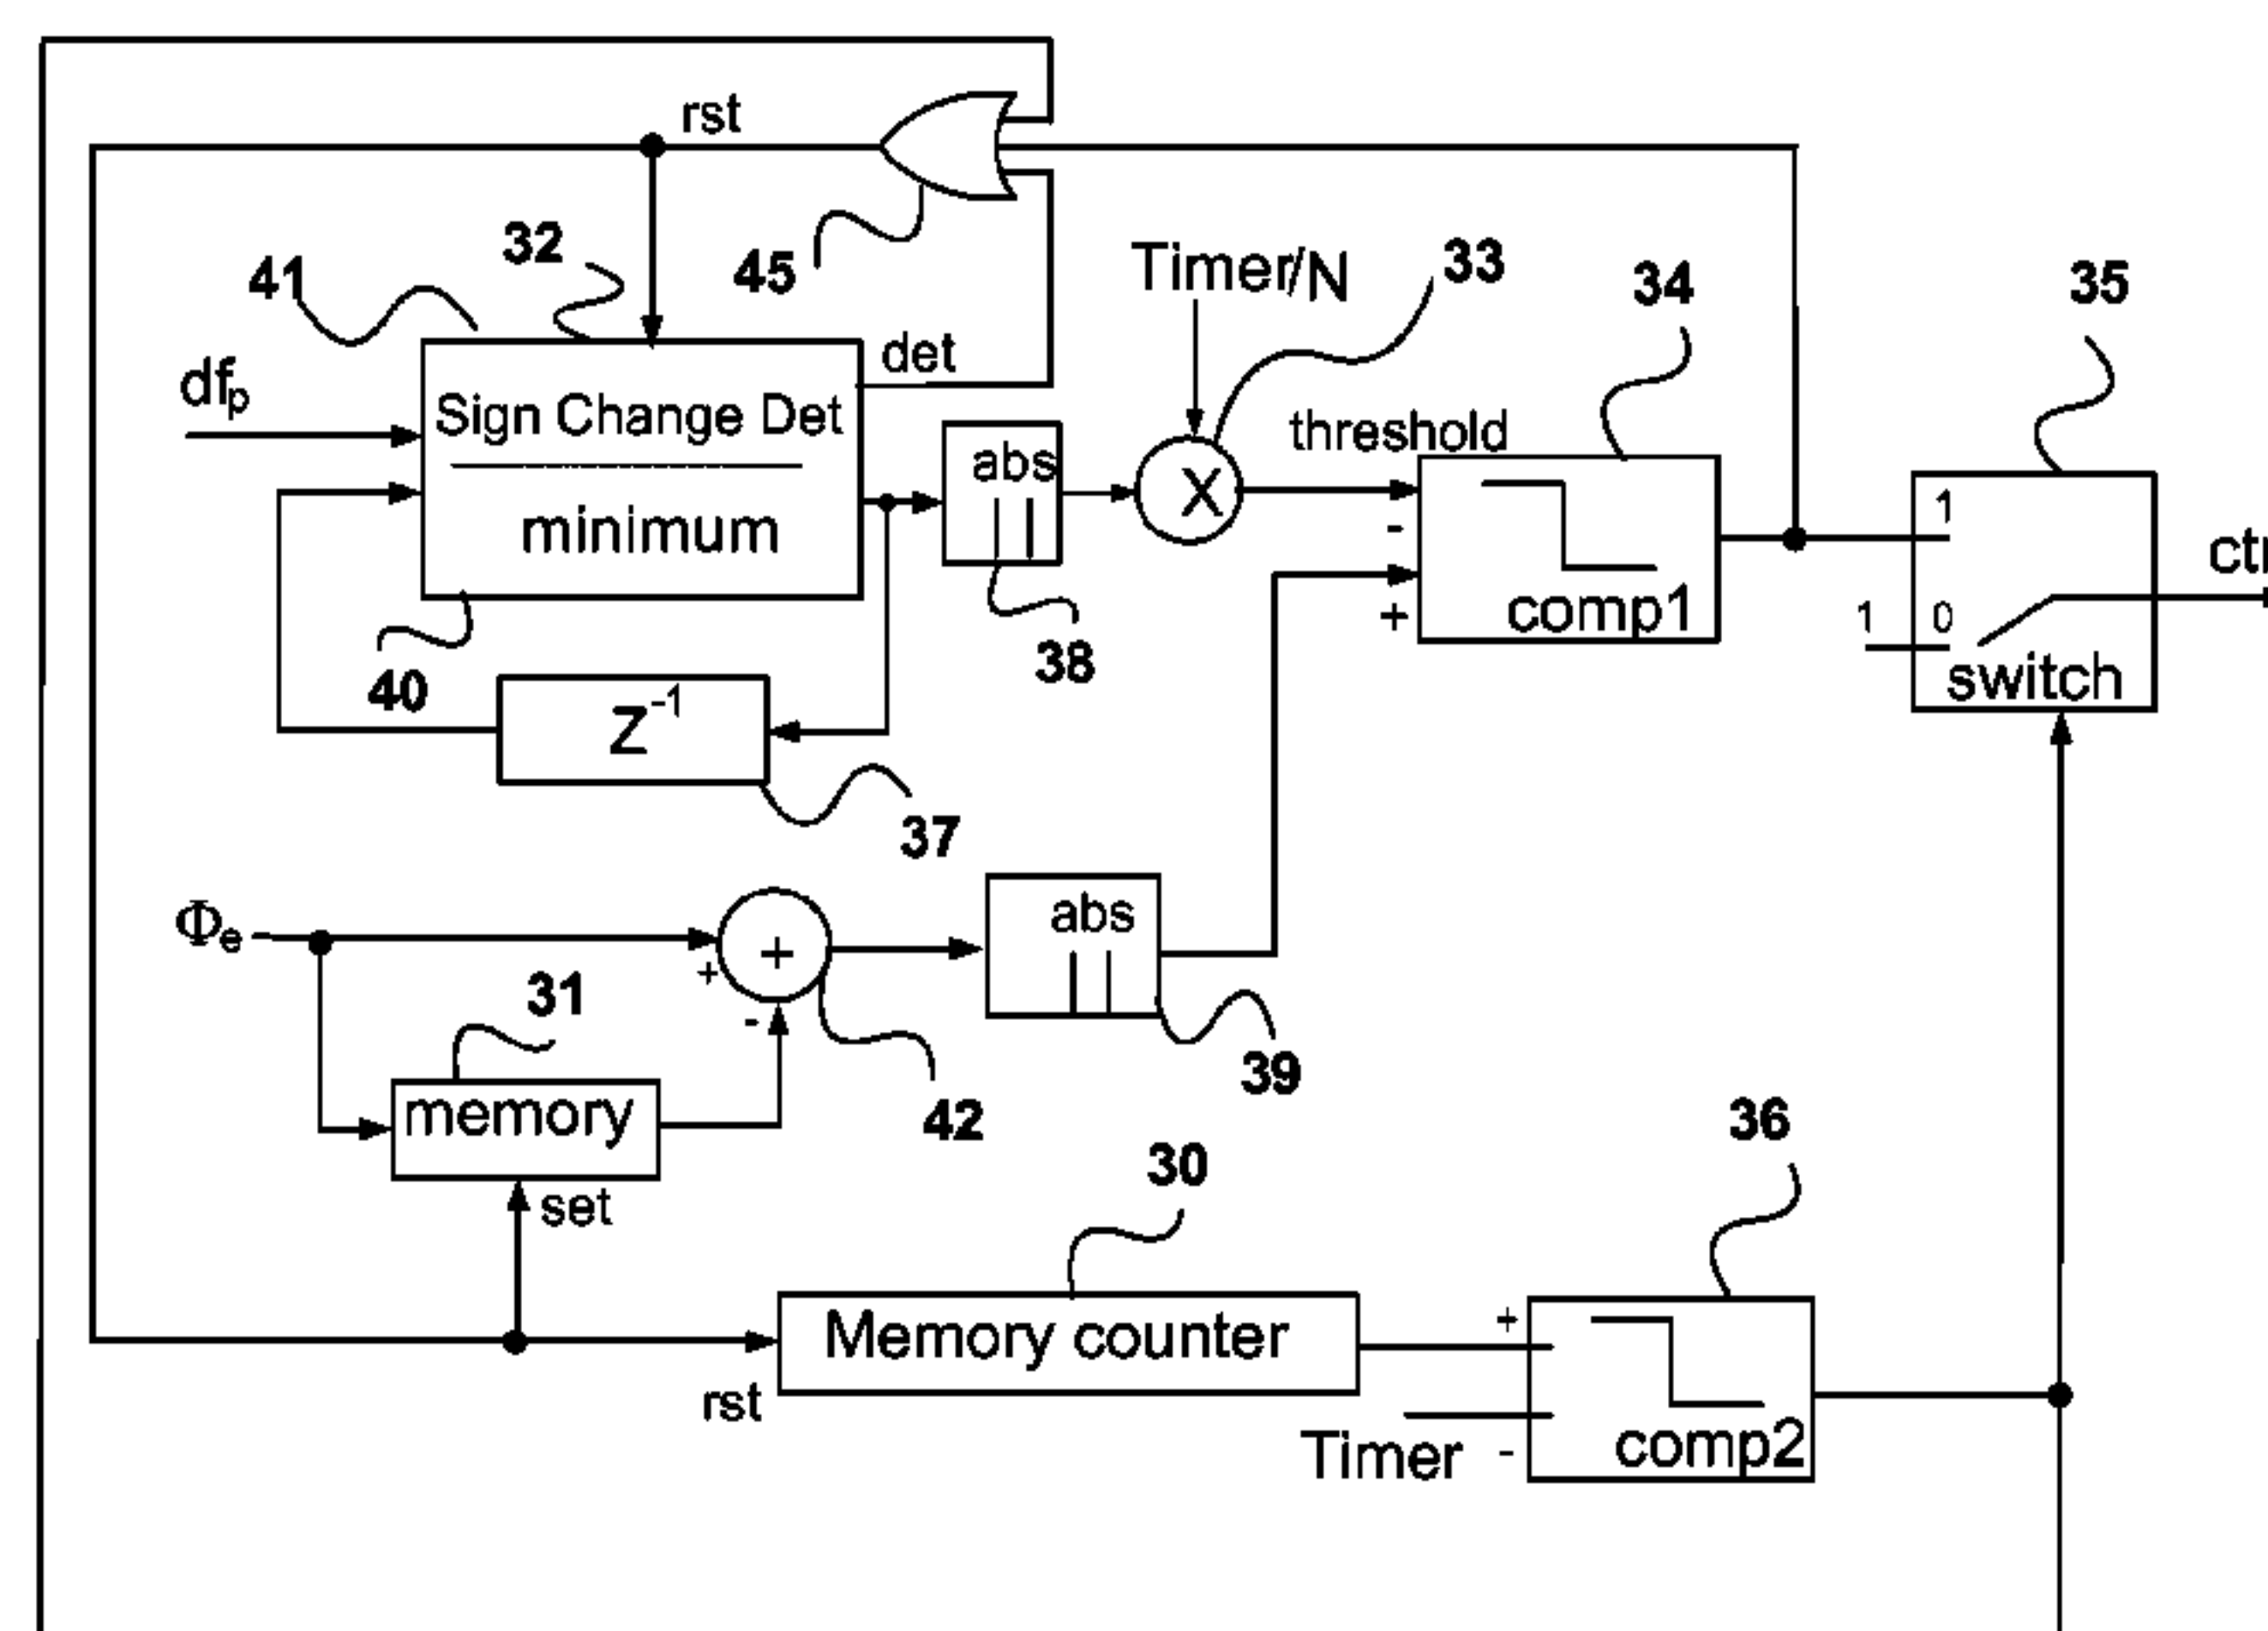 rst
32
41
45
Timer/N
33
34
35
df_p
det
Sign Change Det
minimum
abs
X
threshold
-
+
comp1
1
1 0
switch
ctr
40
38
Z^-1
37
Φ_e
+
+
-
abs
31
memory
42
39
set
30
36
Memory counter
rst
+
Timer -
comp2